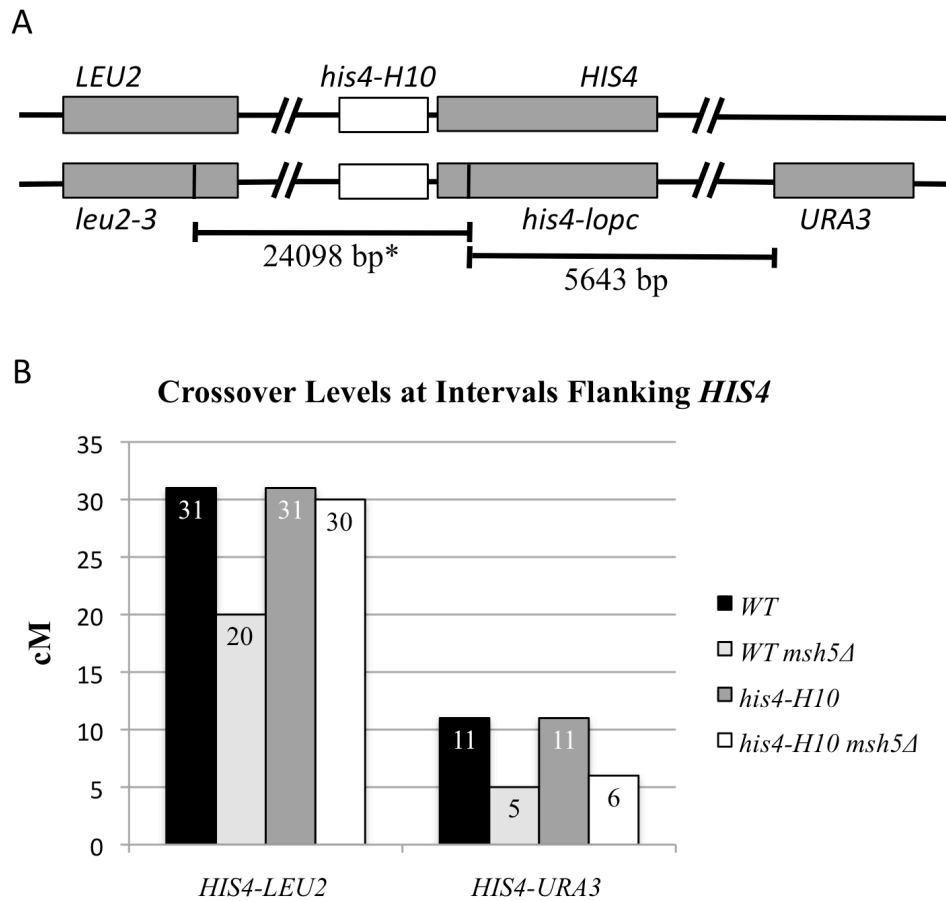 A
LEU2 his4-H10 HIS4
leu2-3 his4-lopc URA3
24098 bp*
5643 bp
B
Crossover Levels at Intervals Flanking HIS4
cM
35
30
25
20
15
10
5
0
31
20
31
30
11
5
11
6
HIS4-LEU2 HIS4-URA3
WT
WT msh5Δ
his4-H10
his4-H10 msh5Δ